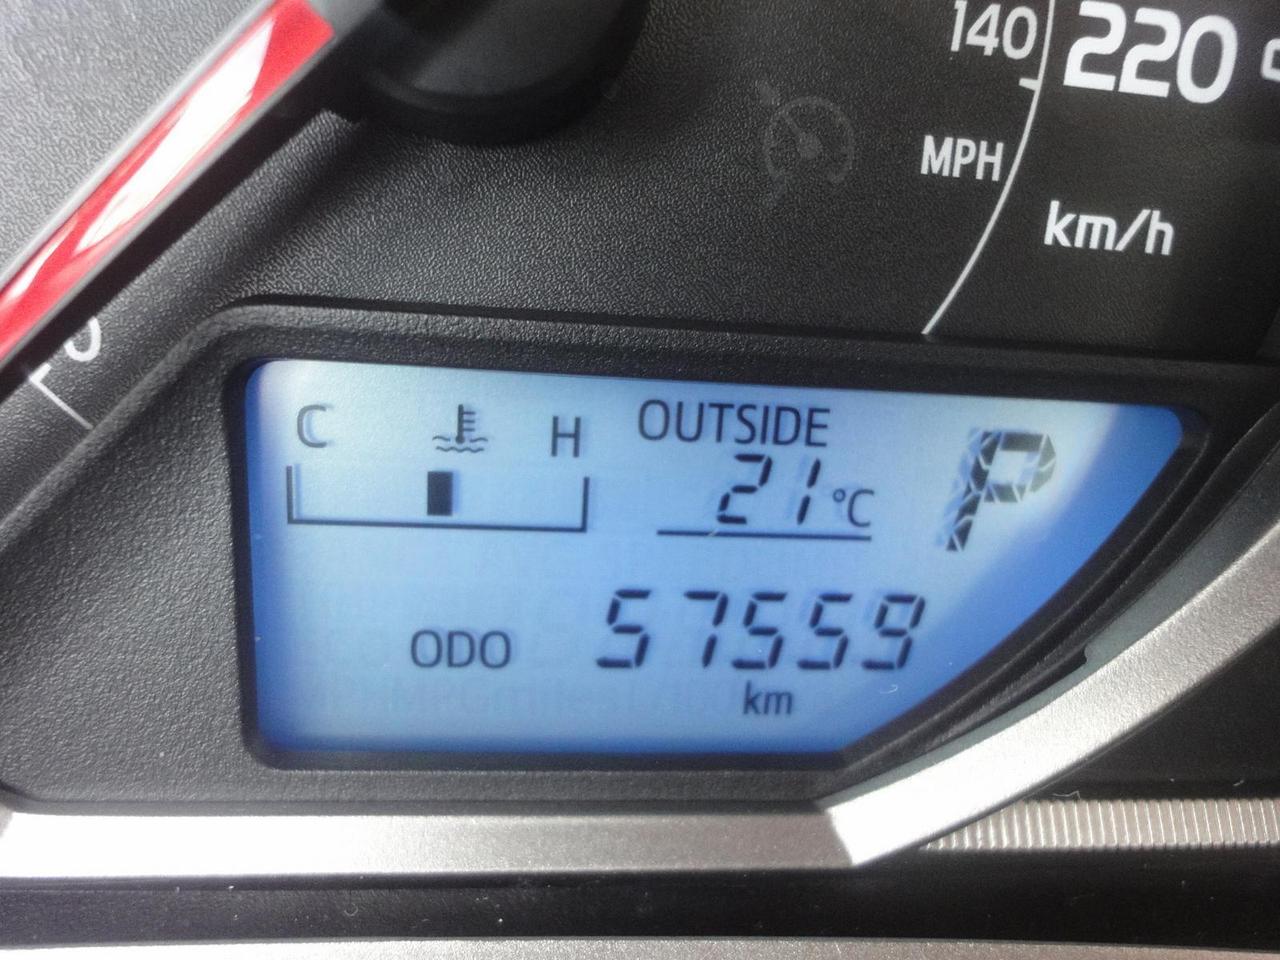 140 220
MPH
km/h
C H OUTSIDE
21 °C P
ODO 57559
km